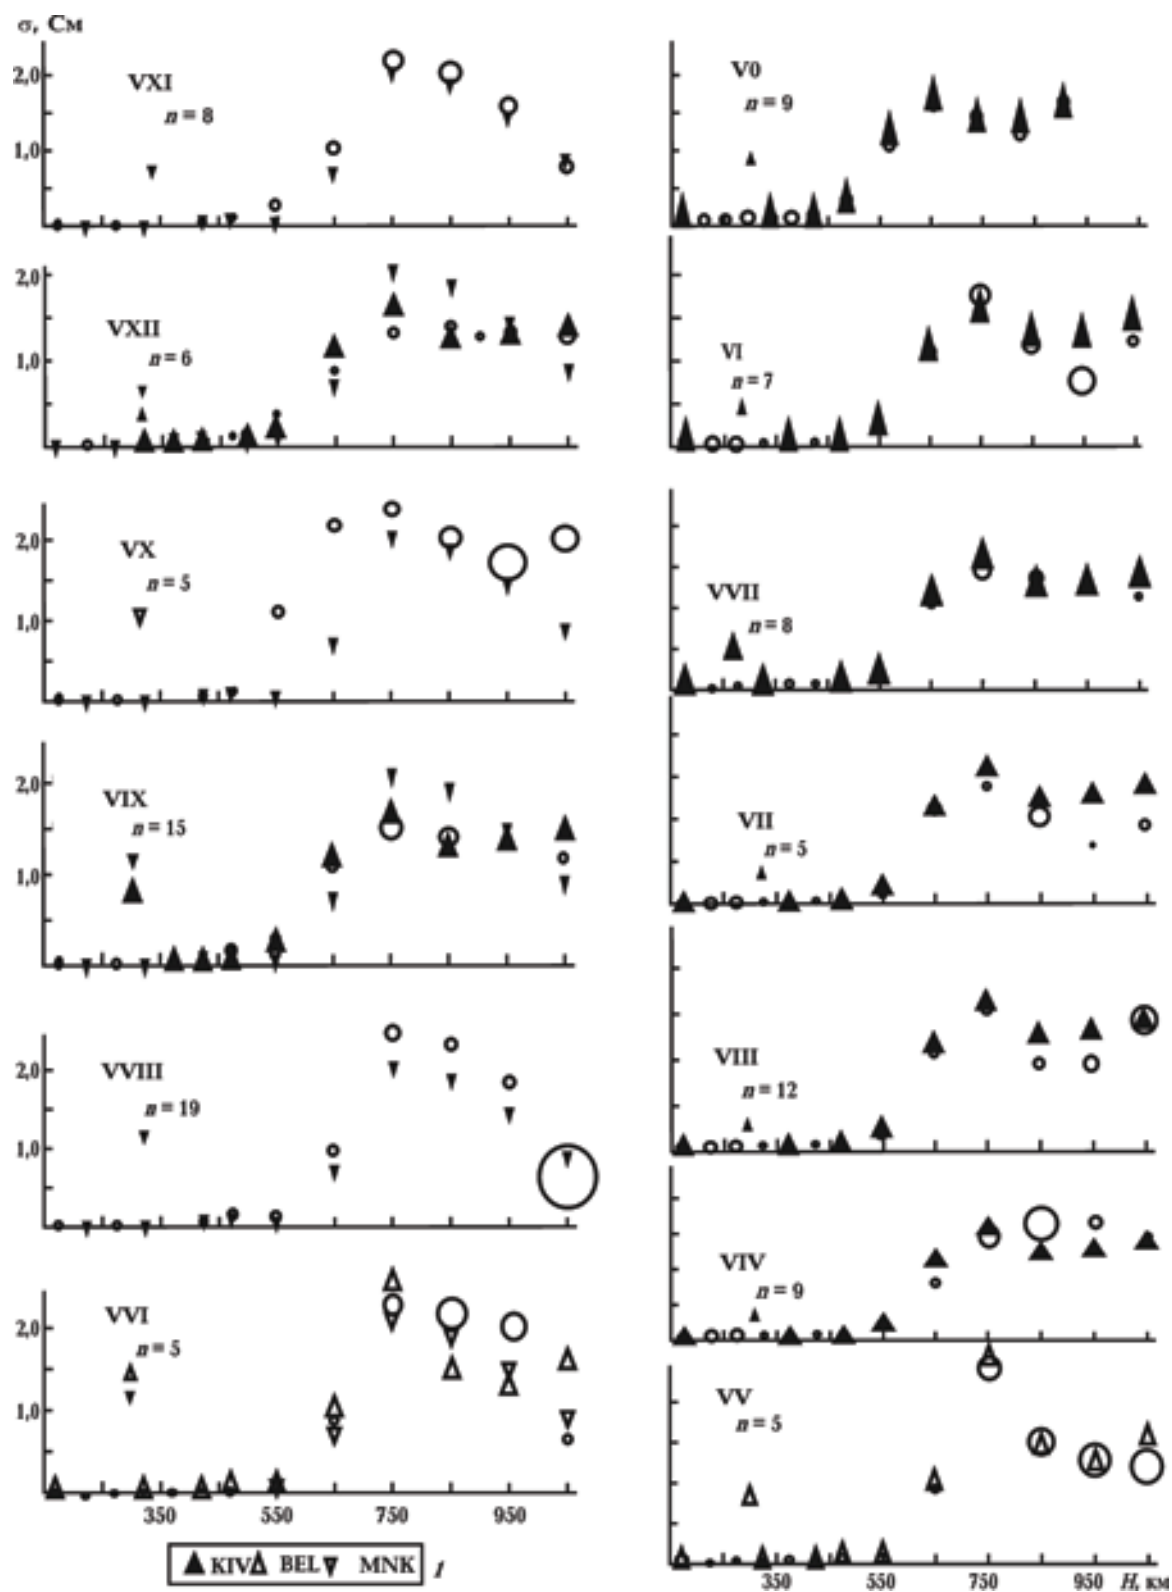 σ, См
2,0
1,0
VXI
n = 8
2,0
1,0
VXII
n = 6
2,0
1,0
VX
n = 5
2,0
1,0
VIX
n = 15
2,0
1,0
VVIII
n = 19
2,0
1,0
VVI
n = 5
350 550 750 950
KIV BEL MNK 1
V0
n = 9
VI
n = 7
VVII
n = 8
VII
n = 5
VIII
n = 12
VIV
n = 9
VV
n = 5
350 550 750 950 H, км